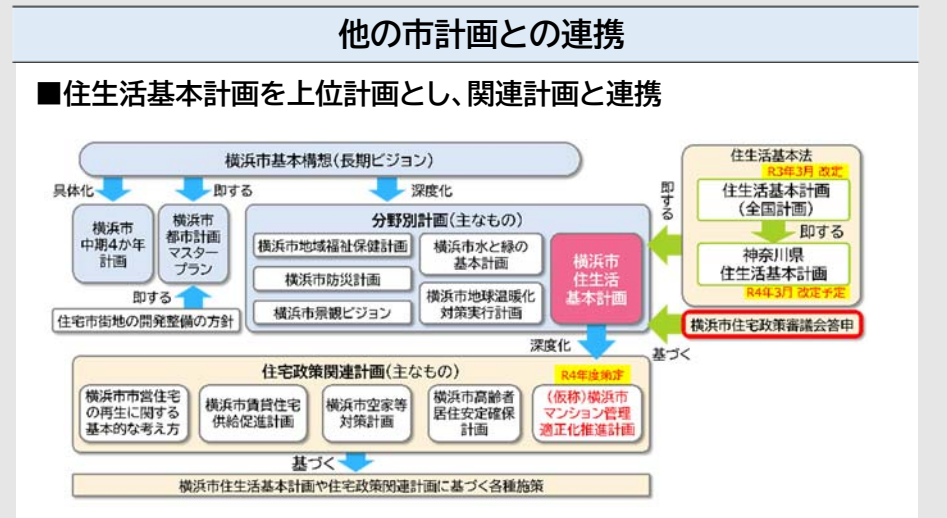 他の市計画との連携
■住生活基本計画を上位計画とし、関連計画と連携
横浜市基本構想(長期ビジョン)
具体化
即する
深度化
横浜市
中期4か年
計画
横浜市
都市計画
マスター
プラン
即する
住宅市街地の開発整備の方針
分野別計画(主なもの)
横浜市地域福祉保健計画
横浜市防災計画
横浜市景観ビジョン
横浜市水と緑の
基本計画
横浜市地球温暖化
対策実行計画
横浜市
住生活
基本計画
即する
住生活基本法
R3年3月 改定
住生活基本計画
(全国計画)
即する
神奈川県
住生活基本計画
R4年3月 改定予定
横浜市住宅政策審議会答申
基づく
深度化
住宅政策関連計画(主なもの)
R4年度策定
横浜市市営住宅
の再生に関する
基本的な考え方
横浜市賃貸住宅
供給促進計画
横浜市空家等
対策計画
横浜市高齢者
居住安定確保
計画
(仮称)横浜市
マンション管理
適正化推進計画
基づく
横浜市住生活基本計画や住宅政策関連計画に基づく各種施策